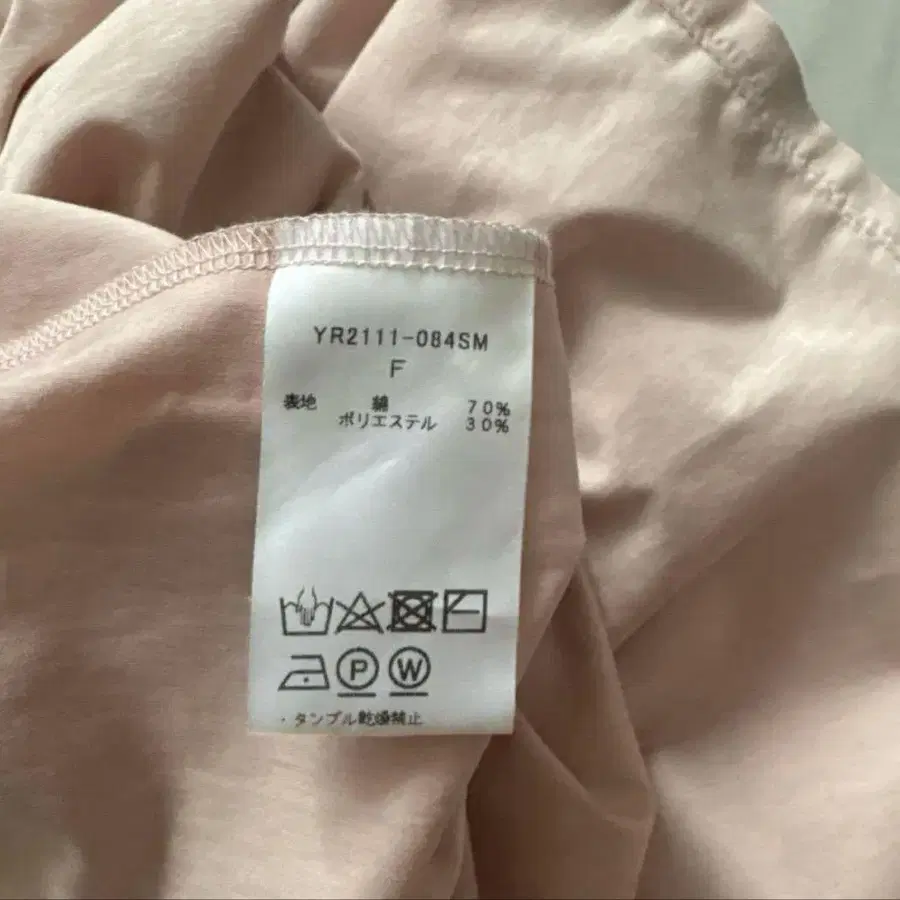 YR2111-084SM
F
表地 綿 70%
ポリエステル 30%
P W
・タンブル乾燥禁止